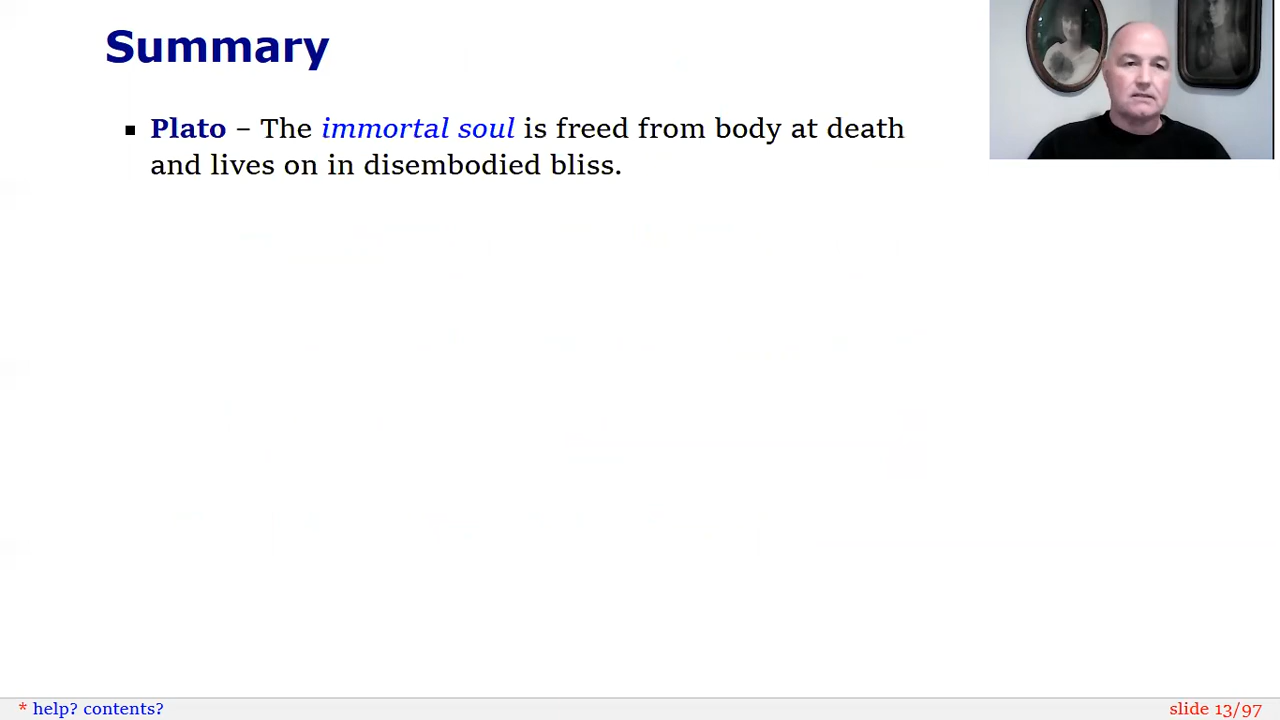 Summary
▪ Plato – The immortal soul is freed from body at death
and lives on in disembodied bliss.
* help? contents?
slide 13/97